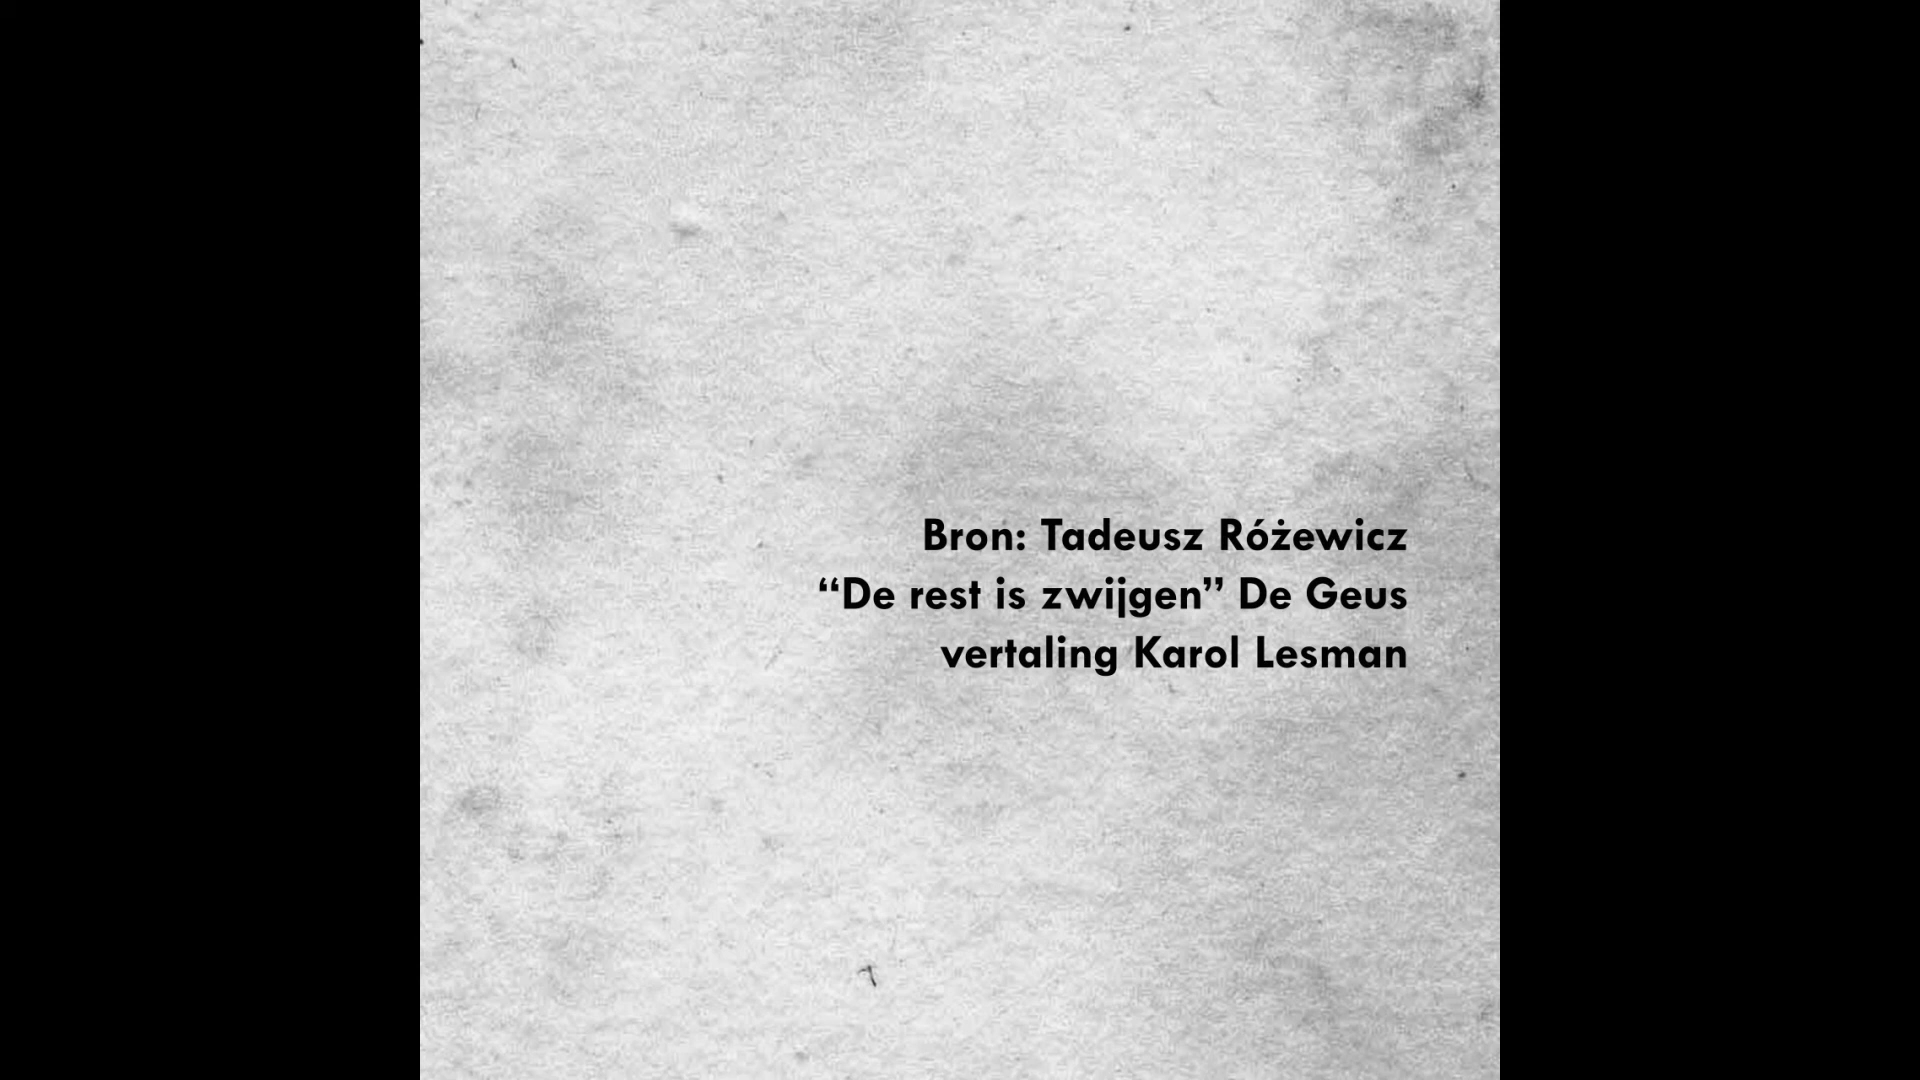 Bron: Tadeusz Różewicz
“De rest is zwijgen” De Geus
vertaling Karol Lesman